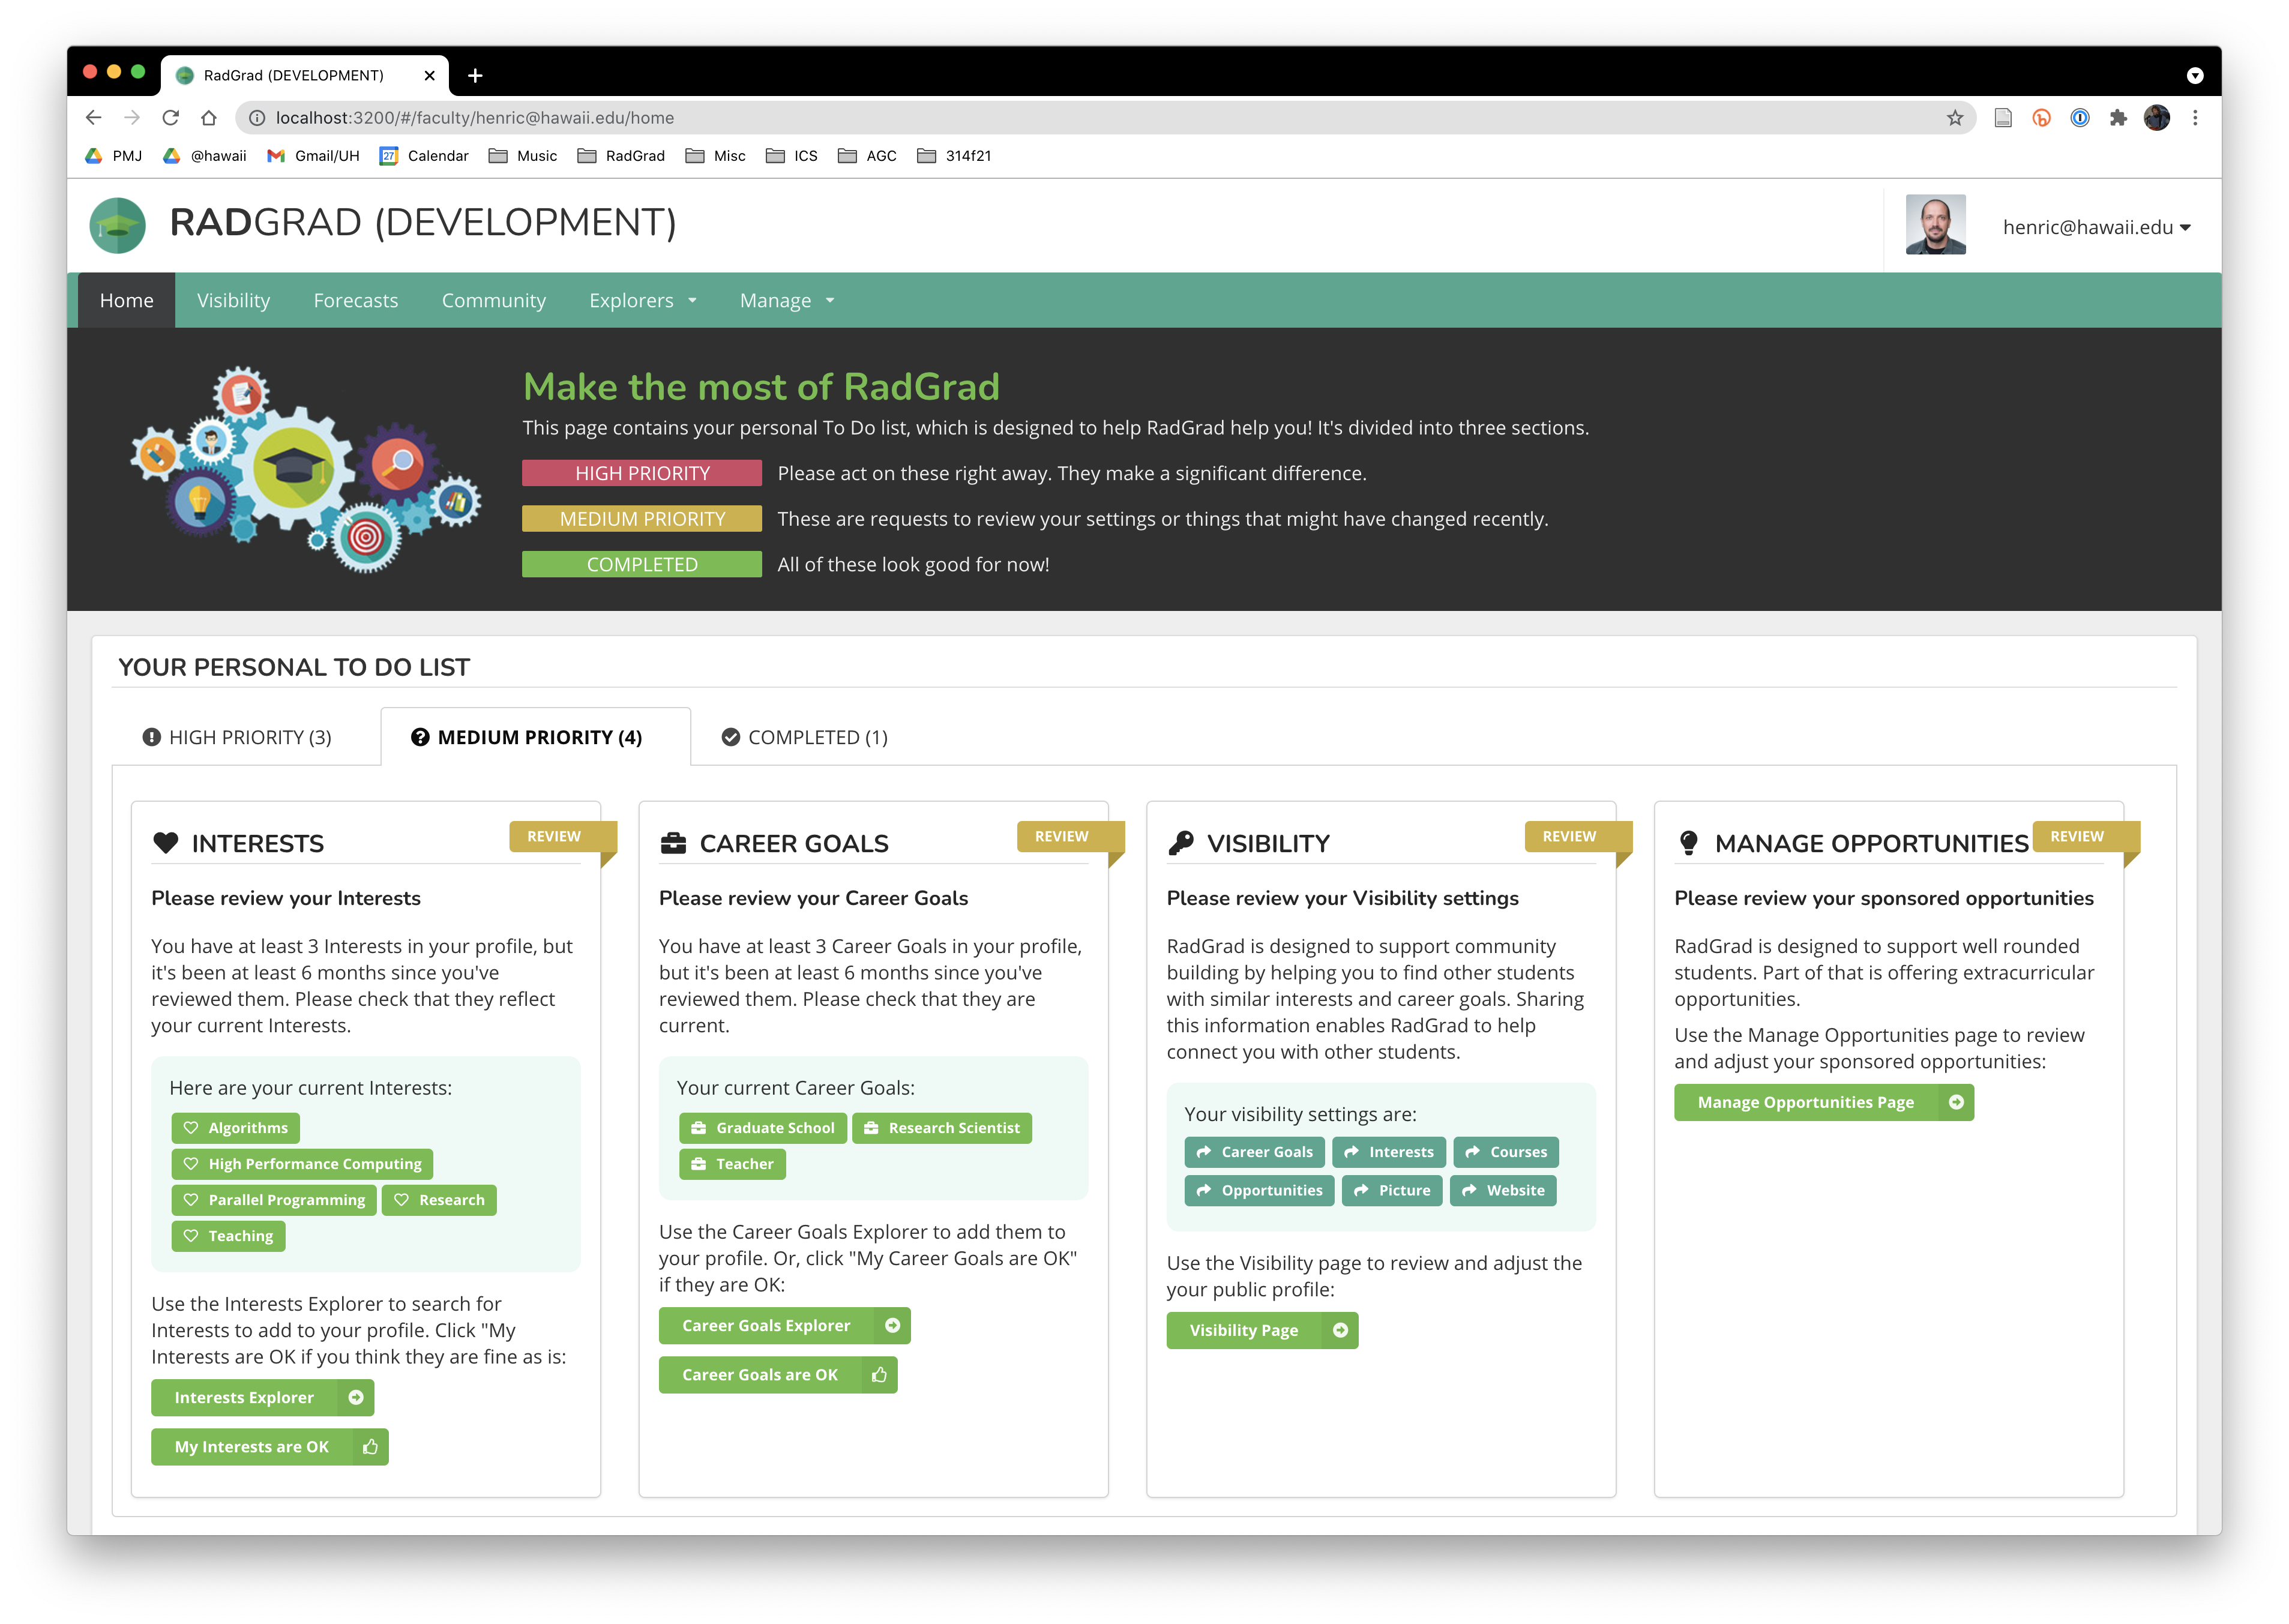 RadGrad (DEVELOPMENT)
localhost:3200/#/faculty/henric@hawaii.edu/home
PMJ @hawaii Gmail/UH 27 Calendar Music RadGrad Misc ICS AGC 314f21
RADGRAD (DEVELOPMENT)
henric@hawaii.edu
Home Visibility Forecasts Community Explorers Manage
Make the most of RadGrad
This page contains your personal To Do list, which is designed to help RadGrad help you! It's divided into three sections.
HIGH PRIORITY Please act on these right away. They make a significant difference.
MEDIUM PRIORITY These are requests to review your settings or things that might have changed recently.
COMPLETED All of these look good for now!
YOUR PERSONAL TO DO LIST
HIGH PRIORITY (3) MEDIUM PRIORITY (4) COMPLETED (1)
INTERESTS
REVIEW
Please review your Interests
You have at least 3 Interests in your profile, but
it's been at least 6 months since you've
reviewed them. Please check that they reflect
your current Interests.
Here are your current Interests:
Algorithms
High Performance Computing
Parallel Programming Research
Teaching
Use the Interests Explorer to search for
Interests to add to your profile. Click "My
Interests are OK if you think they are fine as is:
Interests Explorer
My Interests are OK
CAREER GOALS
REVIEW
Please review your Career Goals
You have at least 3 Career Goals in your profile,
but it's been at least 6 months since you've
reviewed them. Please check that they are
current.
Your current Career Goals:
Graduate School Research Scientist
Teacher
Use the Career Goals Explorer to add them to
your profile. Or, click "My Career Goals are OK"
if they are OK:
Career Goals Explorer
Career Goals are OK
VISIBILITY
REVIEW
Please review your Visibility settings
RadGrad is designed to support community
building by helping you to find other students
with similar interests and career goals. Sharing
this information enables RadGrad to help
connect you with other students.
Your visibility settings are:
Career Goals Interests Courses
Opportunities Picture Website
Use the Visibility page to review and adjust the
your public profile:
Visibility Page
MANAGE OPPORTUNITIES
REVIEW
Please review your sponsored opportunities
RadGrad is designed to support well rounded
students. Part of that is offering extracurricular
opportunities.
Use the Manage Opportunities page to review
and adjust your sponsored opportunities:
Manage Opportunities Page